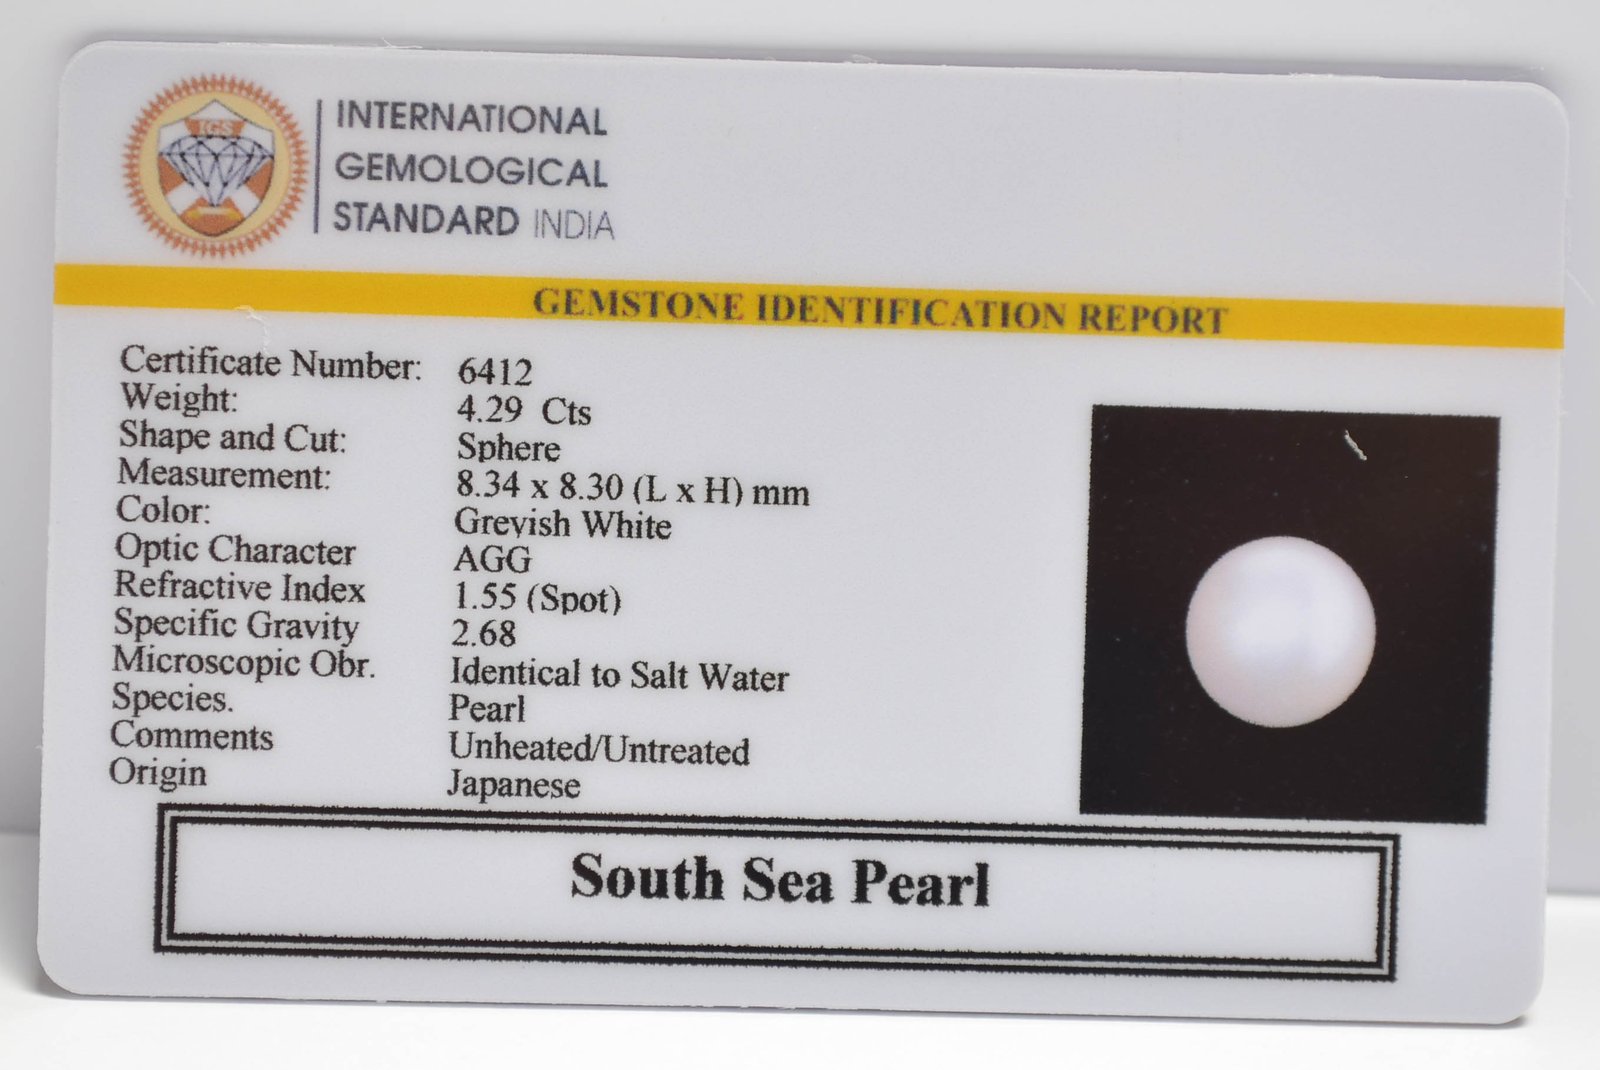 IGS
INTERNATIONAL
GEMOLOGICAL
STANDARD INDIA
GEMSTONE IDENTIFICATION REPORT
Certificate Number: 6412
Weight: 4.29 Cts
Shape and Cut: Sphere
Measurement: 8.34 x 8.30 (L x H) mm
Color: Greyish White
Optic Character AGG
Refractive Index 1.55 (Spot)
Specific Gravity 2.68
Microscopic Obr. Identical to Salt Water
Species. Pearl
Comments Unheated/Untreated
Origin Japanese
South Sea Pearl